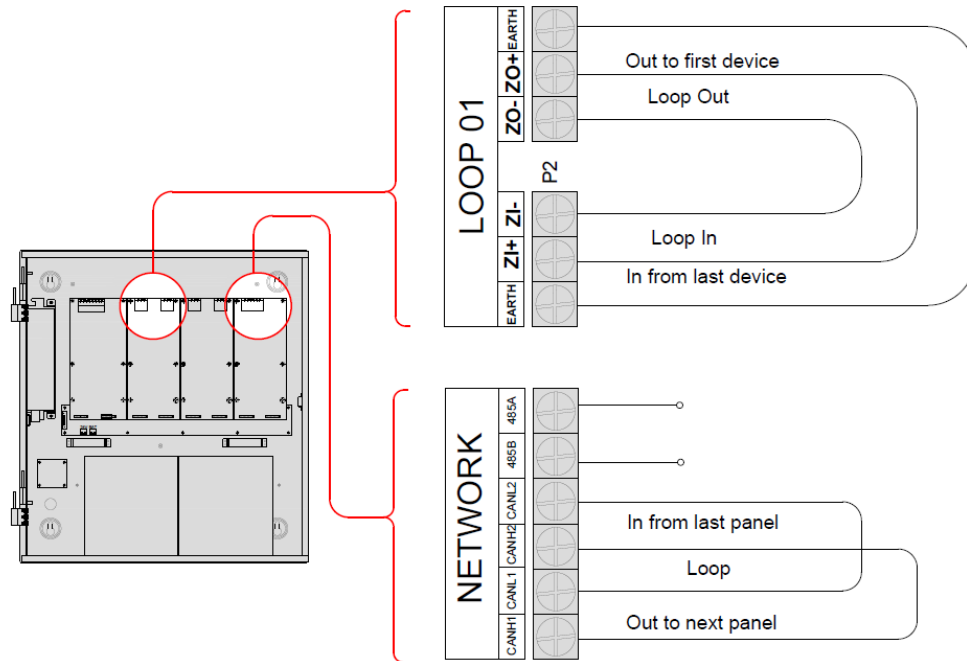 LOOP 01
EARTH
ZO+
ZO-
P2
ZI-
ZI+
EARTH
Out to first device
Loop Out
Loop In
In from last device
NETWORK
485A
485B
CANL2
CANH2
CANL1
CANH1
In from last panel
Loop
Out to next panel